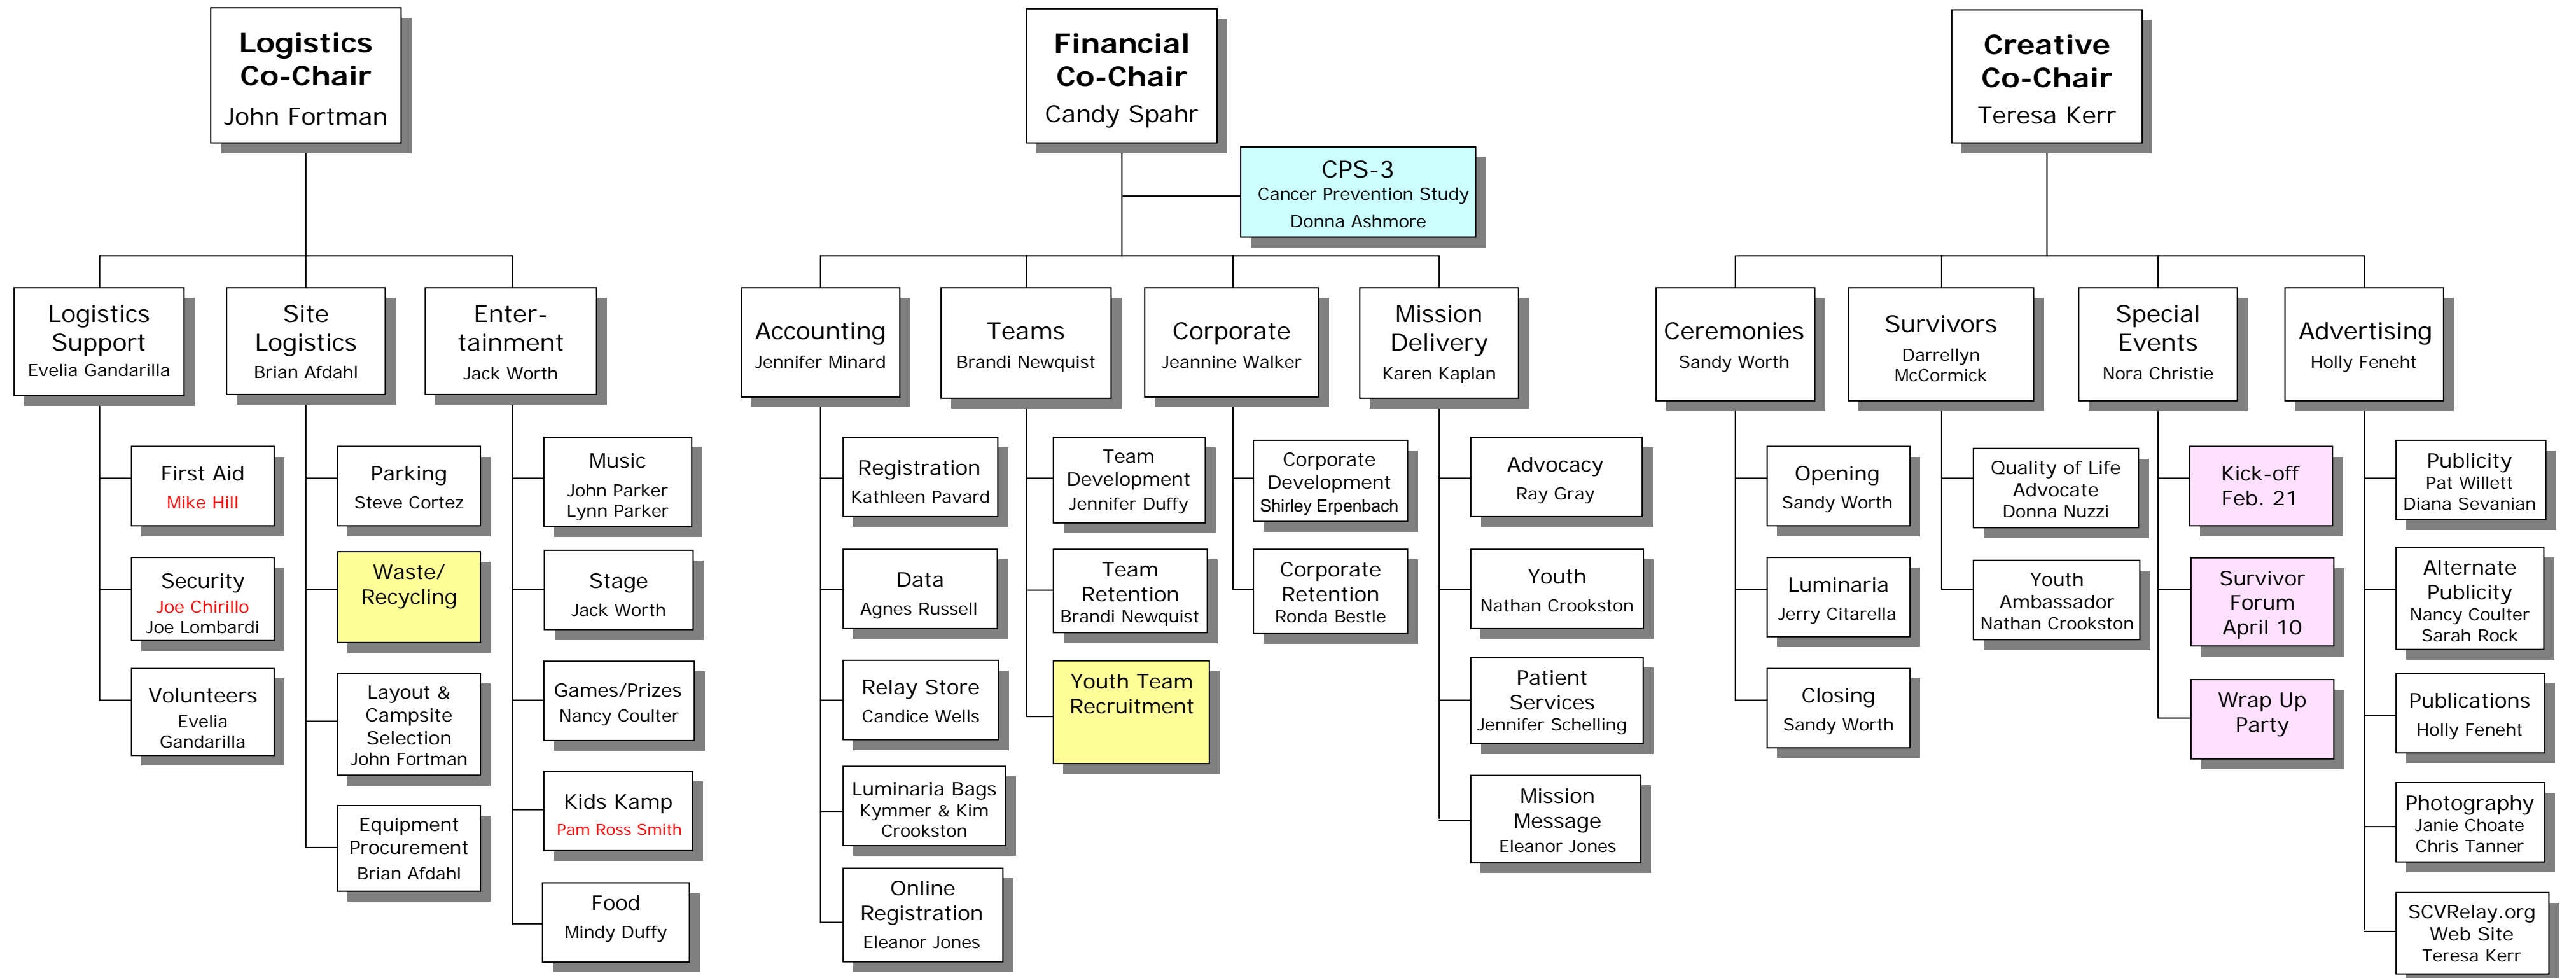 Logistics
Co-Chair
John Fortman
Logistics
Support
Evelia Gandarilla
First Aid
Mike Hill
Security
Joe Chirillo
Joe Lombardi
Volunteers
Evelia
Gandarilla
Site
Logistics
Brian Afdahl
Parking
Steve Cortez
Waste/
Recycling
Layout &
Campsite
Selection
John Fortman
Equipment
Procurement
Brian Afdahl
Enter-
tainment
Jack Worth
Music
John Parker
Lynn Parker
Stage
Jack Worth
Games/Prizes
Nancy Coulter
Kids Kamp
Pam Ross Smith
Food
Mindy Duffy
Financial
Co-Chair
Candy Spahr
CPS-3
Cancer Prevention Study
Donna Ashmore
Accounting
Jennifer Minard
Registration
Kathleen Pavard
Data
Agnes Russell
Relay Store
Candice Wells
Luminaria Bags
Kymmer & Kim
Crookston
Online
Registration
Eleanor Jones
Teams
Brandi Newquist
Team
Development
Jennifer Duffy
Team
Retention
Brandi Newquist
Youth Team
Recruitment
Corporate
Jeannine Walker
Corporate
Development
Shirley Erpenbach
Corporate
Retention
Ronda Bestle
Mission
Delivery
Karen Kaplan
Advocacy
Ray Gray
Youth
Nathan Crookston
Patient
Services
Jennifer Schelling
Mission
Message
Eleanor Jones
Creative
Co-Chair
Teresa Kerr
Ceremonies
Sandy Worth
Opening
Sandy Worth
Luminaria
Jerry Citarella
Closing
Sandy Worth
Survivors
Darrellyn
McCormick
Quality of Life
Advocate
Donna Nuzzi
Youth
Ambassador
Nathan Crookston
Special
Events
Nora Christie
Kick-off
Feb. 21
Survivor
Forum
April 10
Wrap Up
Party
Advertising
Holly Feneht
Publicity
Pat Willett
Diana Sevanian
Alternate
Publicity
Nancy Coulter
Sarah Rock
Publications
Holly Feneht
Photography
Janie Choate
Chris Tanner
SCVRelay.org
Web Site
Teresa Kerr